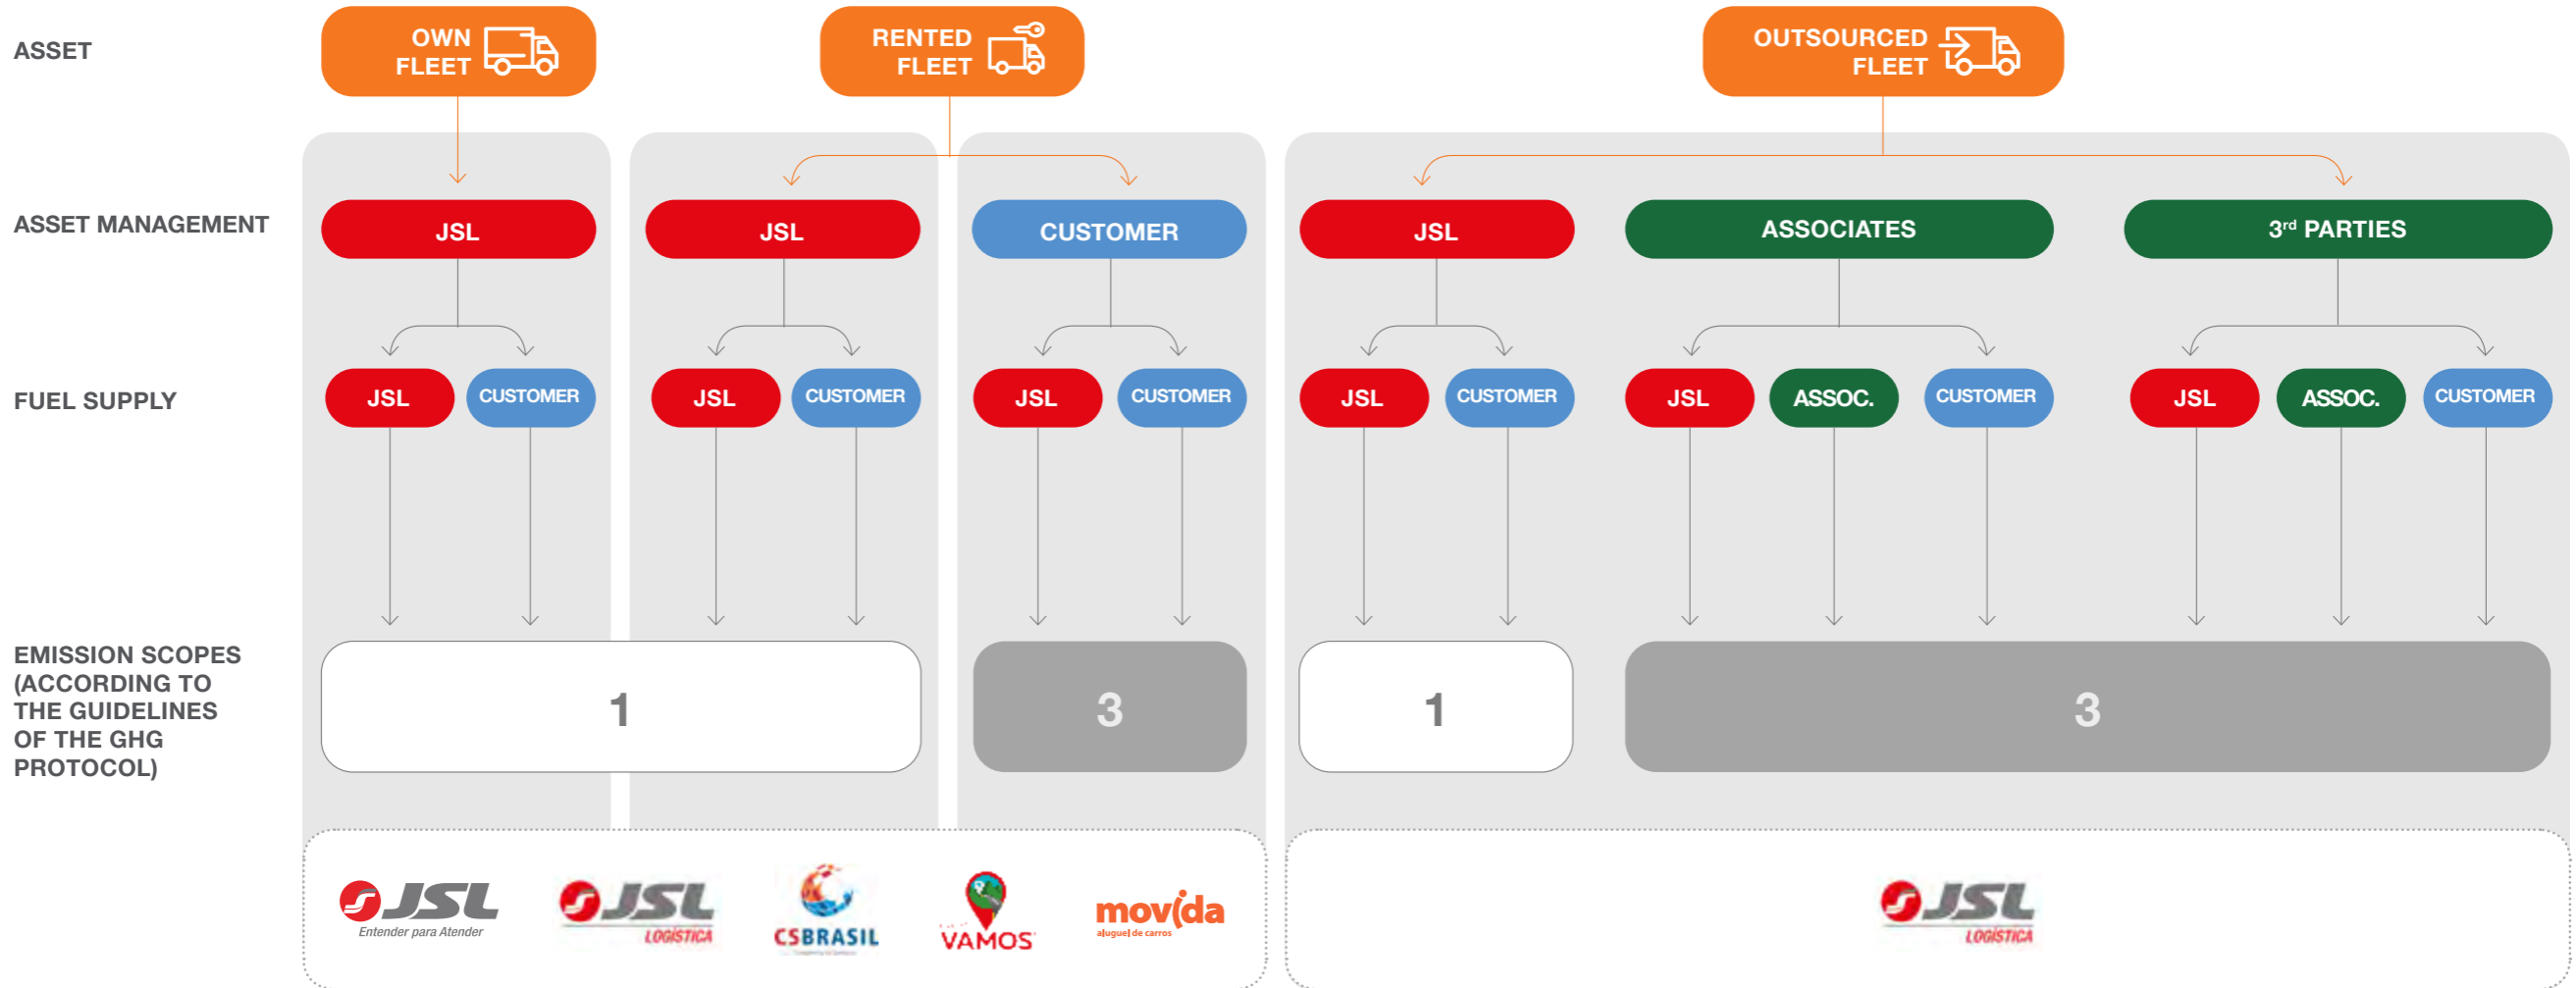 ASSET
OWN
FLEET
RENTED
FLEET
OUTSOURCED
FLEET
ASSET MANAGEMENT
JSL
JSL
CUSTOMER
JSL
ASSOCIATES
3rd PARTIES
FUEL SUPPLY
JSL
CUSTOMER
JSL
CUSTOMER
JSL
CUSTOMER
JSL
CUSTOMER
JSL
ASSOC.
CUSTOMER
JSL
ASSOC.
CUSTOMER
EMISSION SCOPES
(ACCORDING TO
THE GUIDELINES
OF THE GHG
PROTOCOL)
1
3
1
3
JSL
Entender para Atender
JSL
LOGÍSTICA
CSBRASIL
VAMOS
movida
aluguel de carros
JSL
LOGÍSTICA